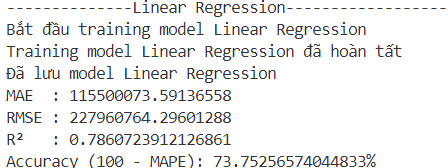 --------------Linear Regression------------------
Bắt đầu training model Linear Regression
Training model Linear Regression đã hoàn tất
Đã lưu model Linear Regression
MAE  : 115500073.59136558
RMSE : 227960764.29601288
R²   : 0.7860723912126861
Accuracy (100 - MAPE): 73.75256574044833%